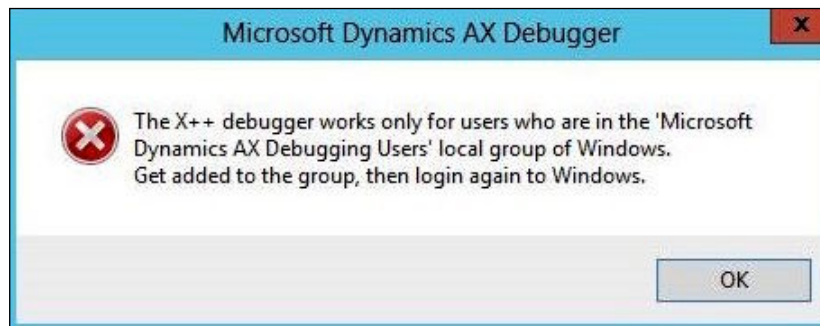 Microsoft Dynamics AX Debugger
x
The X++ debugger works only for users who are in the 'Microsoft
Dynamics AX Debugging Users' local group of Windows.
Get added to the group, then login again to Windows.
OK